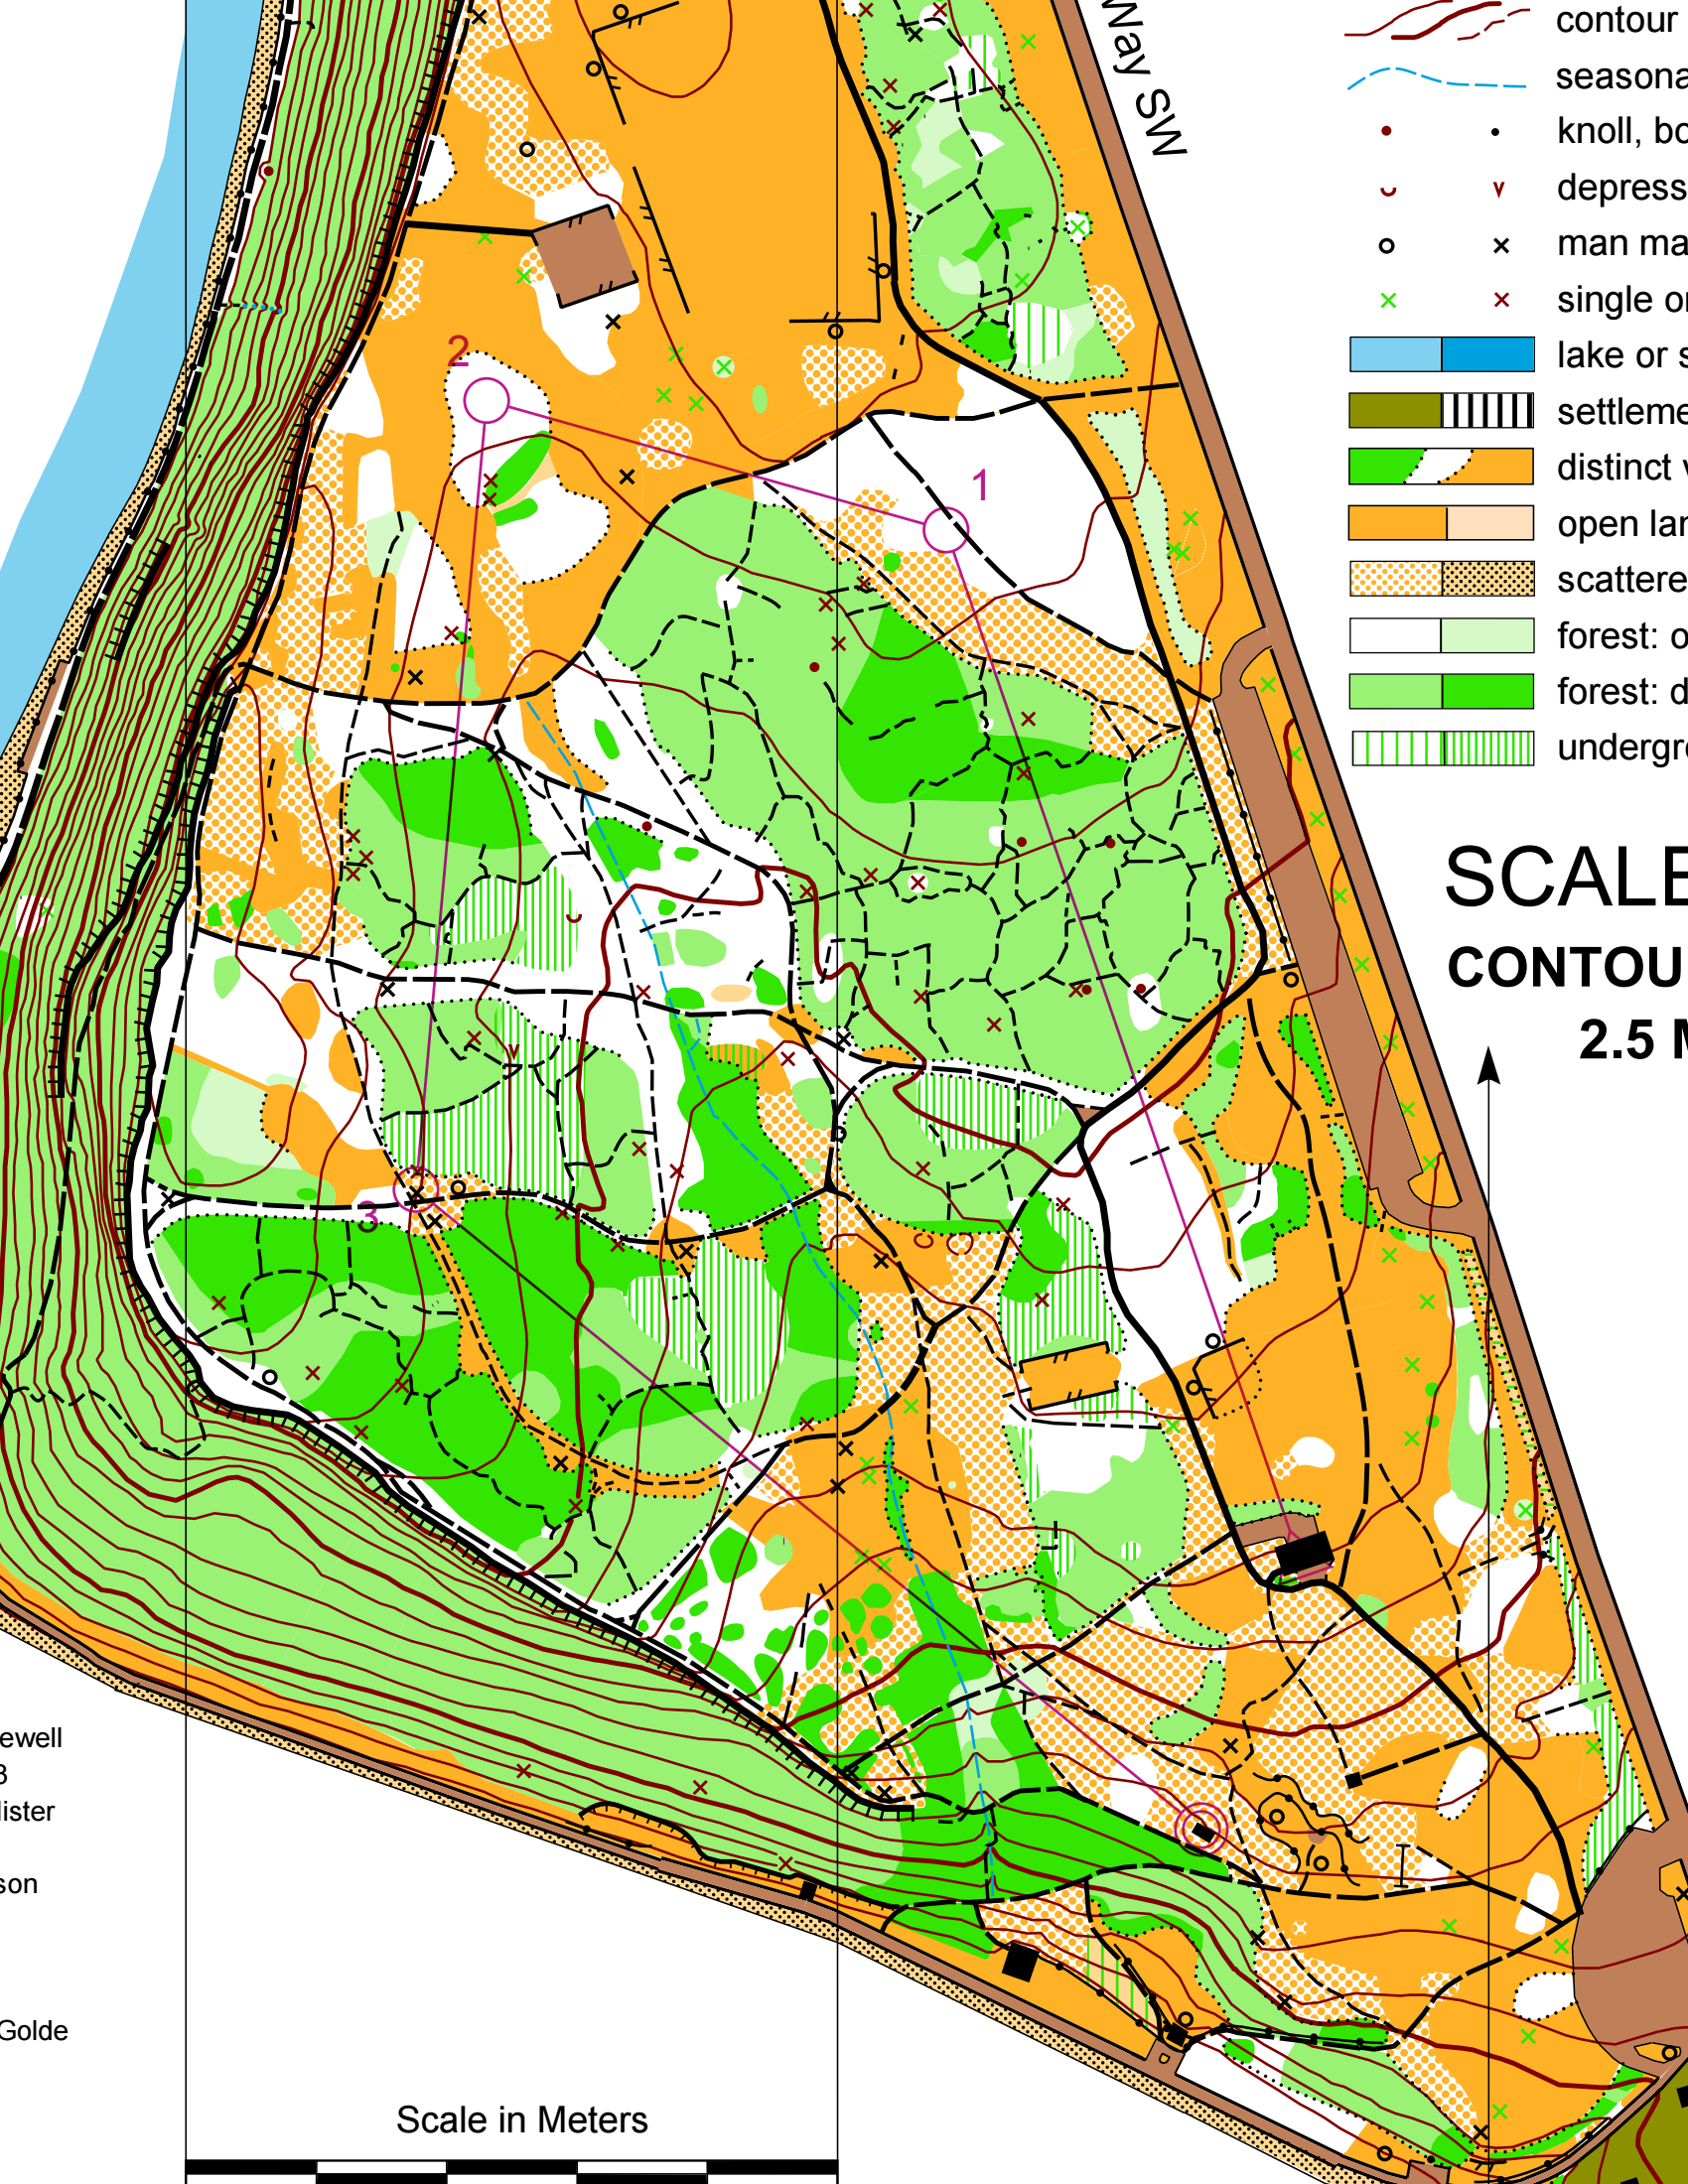 Way SW
contour
seasona
knoll, bo
depress
man ma
single or
lake or s
settleme
distinct v
open lan
scattere
forest: o
forest: d
undergro
SCALE
CONTOU
2.5 M
2
1
3
ewell
3
lister
son
Golde
Scale in Meters